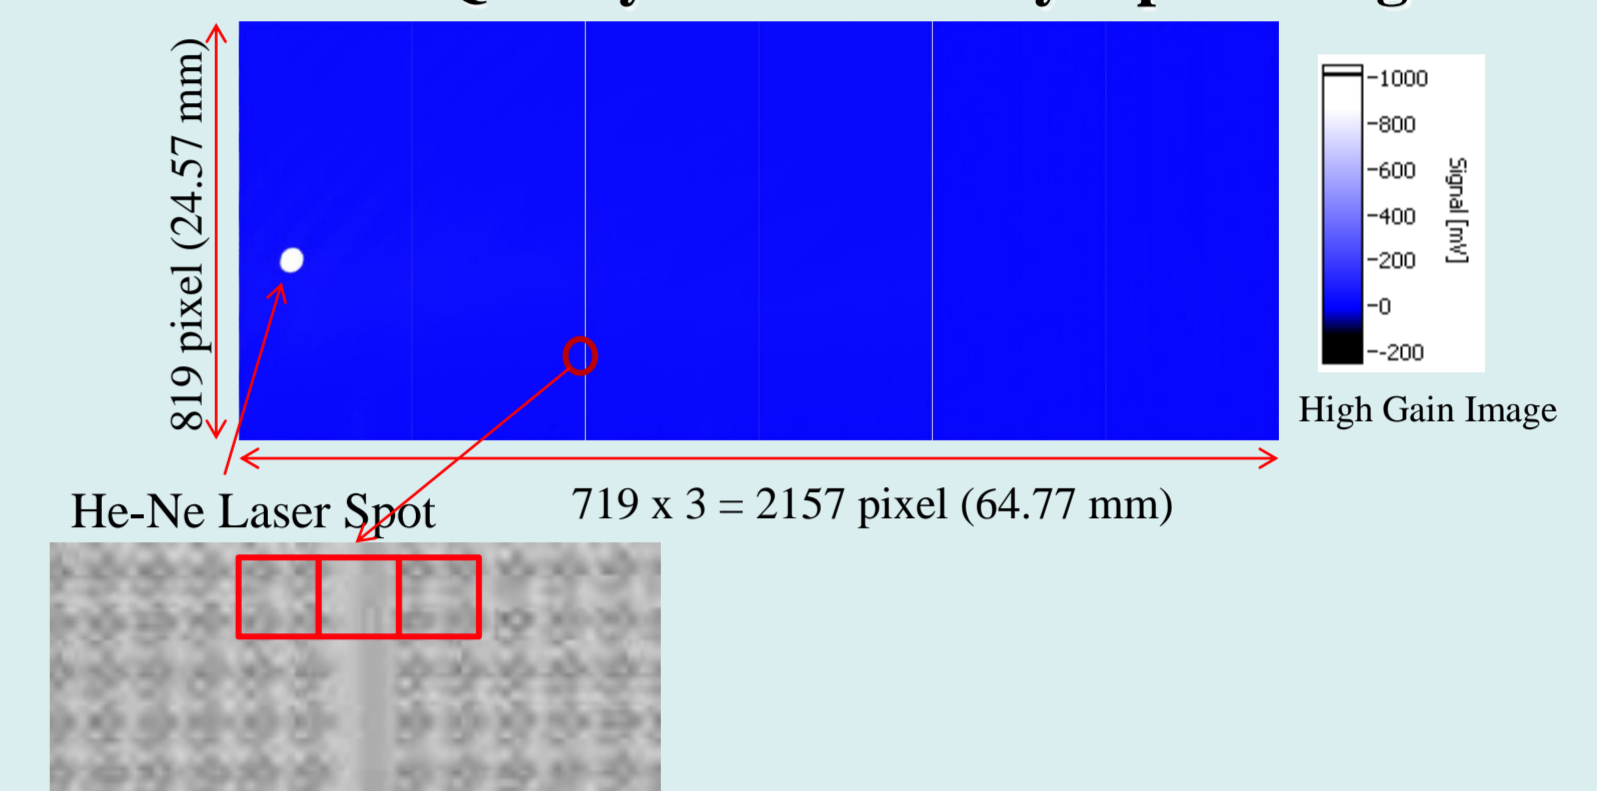 819 pixel (24.57 mm)
-1000
-800
-600
-400
-200
-0
--200
Signal [mV]
High Gain Image
He-Ne Laser Spot
719 x 3 = 2157 pixel (64.77 mm)